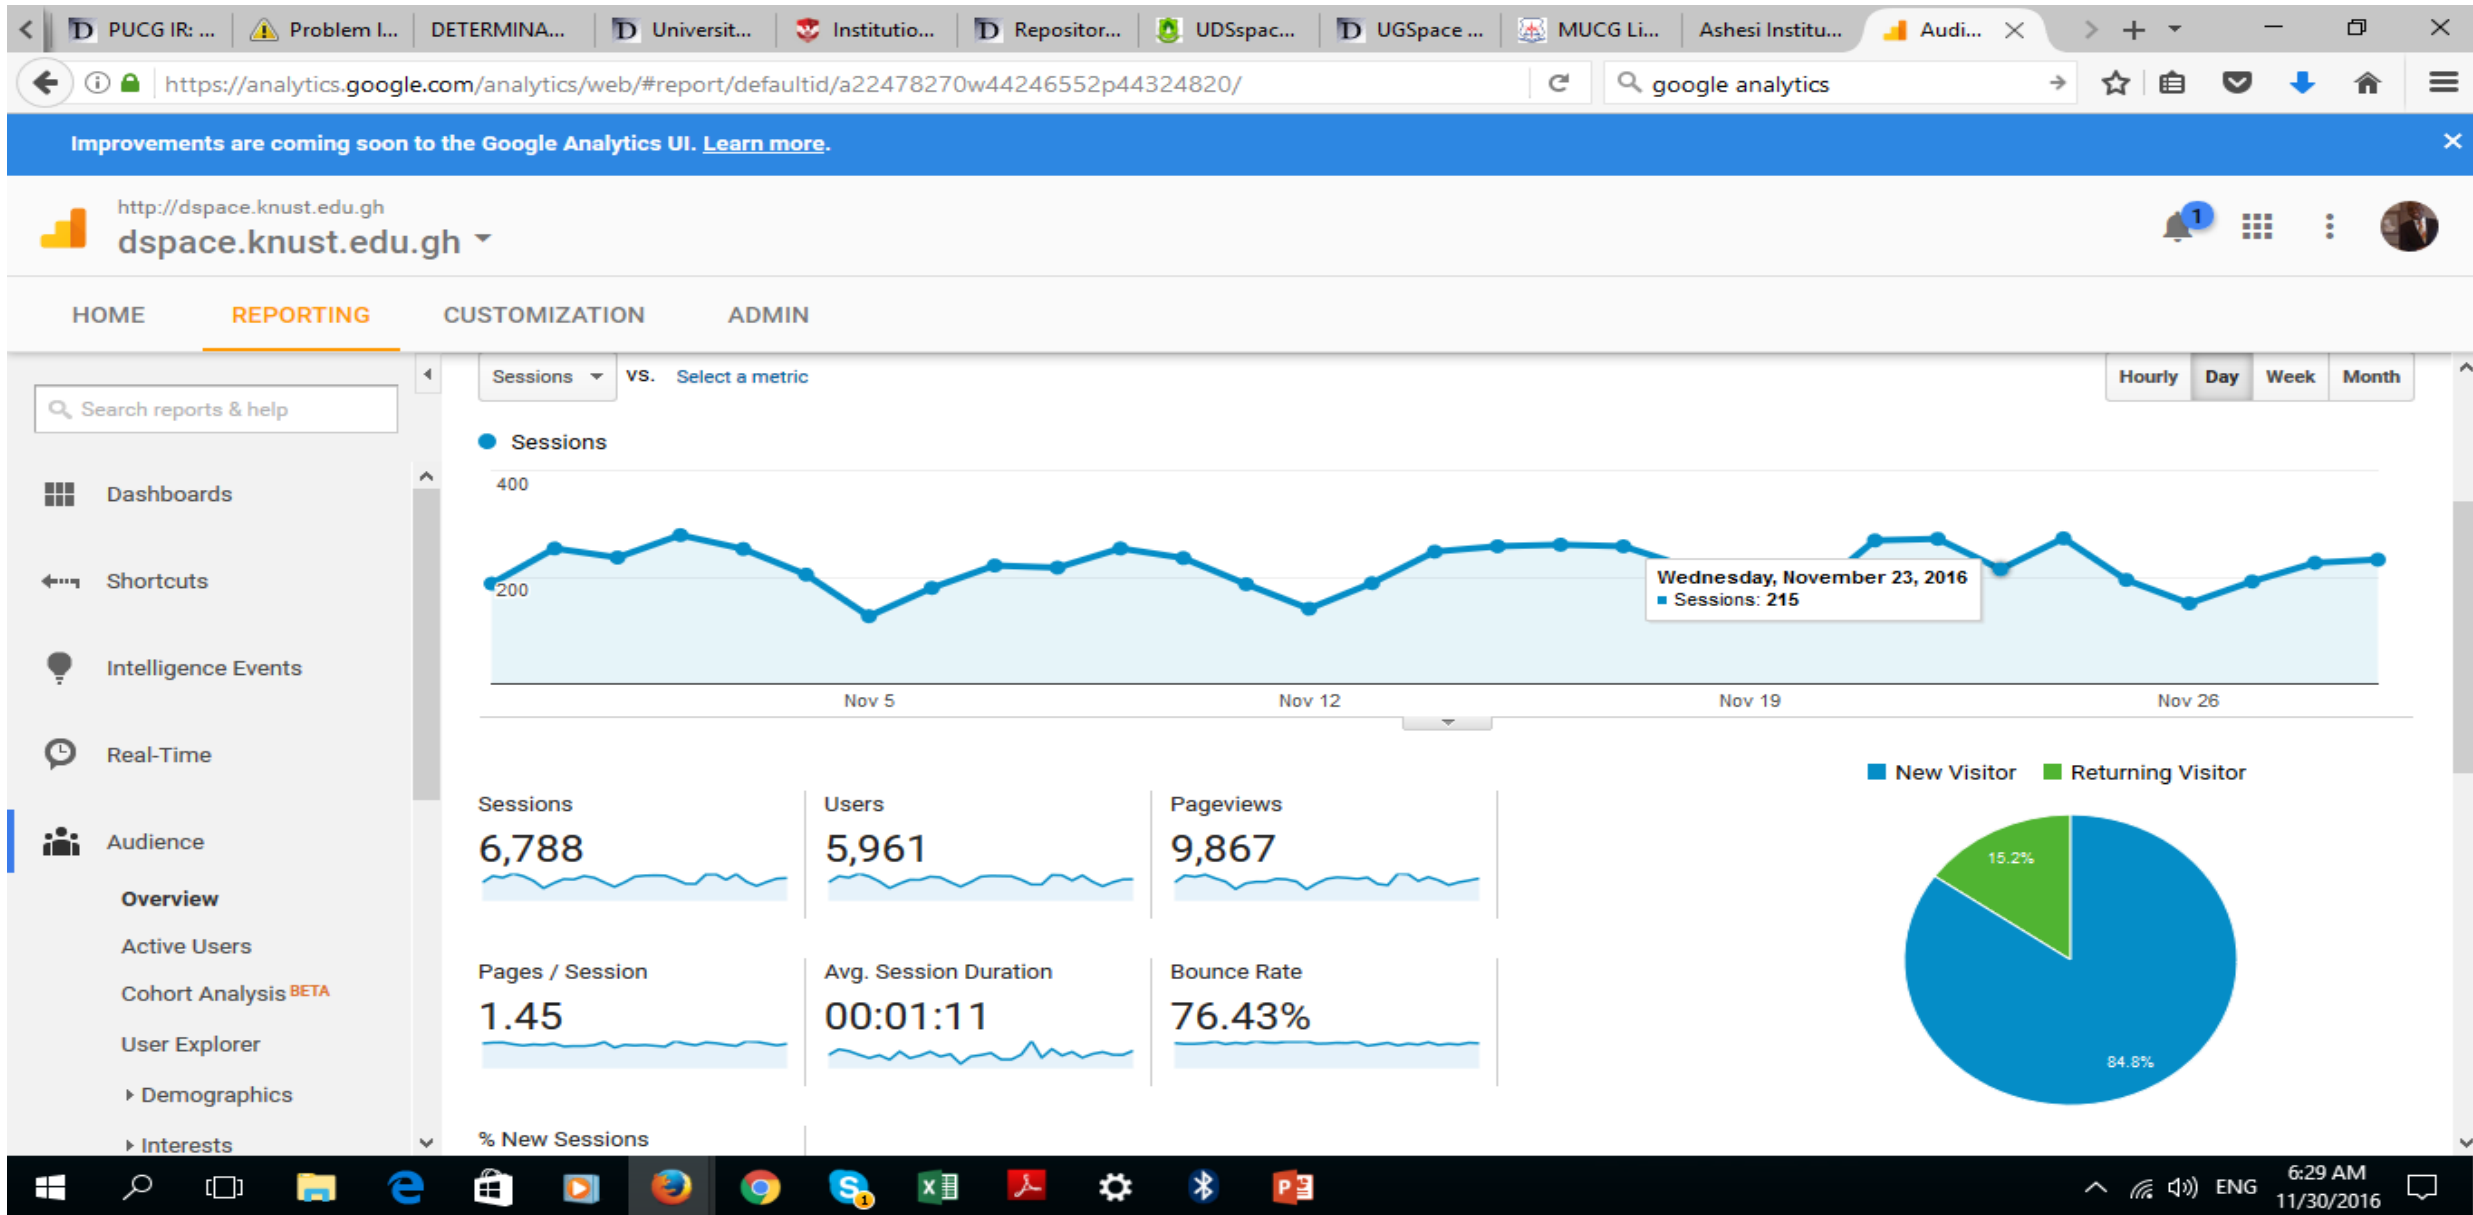 PUCG IR: ... Problem l... DETERMINA... Universit... Institutio... Repositor... UDSspac... UGSpace ... MUCG Li... Ashesi Institu... Audi...
https://analytics.google.com/analytics/web/#report/defaultid/a22478270w44246552p44324820/ google analytics
Improvements are coming soon to the Google Analytics UI. Learn more.
http://dspace.knust.edu.gh
dspace.knust.edu.gh
1
HOME REPORTING CUSTOMIZATION ADMIN
Search reports & help
Dashboards
Shortcuts
Intelligence Events
Real-Time
Audience
Overview
Active Users
Cohort Analysis BETA
User Explorer
Demographics
Interests
Sessions VS. Select a metric
Hourly Day Week Month
Sessions
400
200
Wednesday, November 23, 2016
Sessions: 215
Nov 5 Nov 12 Nov 19 Nov 26
New Visitor Returning Visitor
15.2%
84.8%
Sessions Users Pageviews
6,788 5,961 9,867
Pages / Session Avg. Session Duration Bounce Rate
1.45 00:01:11 76.43%
% New Sessions
ENG 6:29 AM
11/30/2016